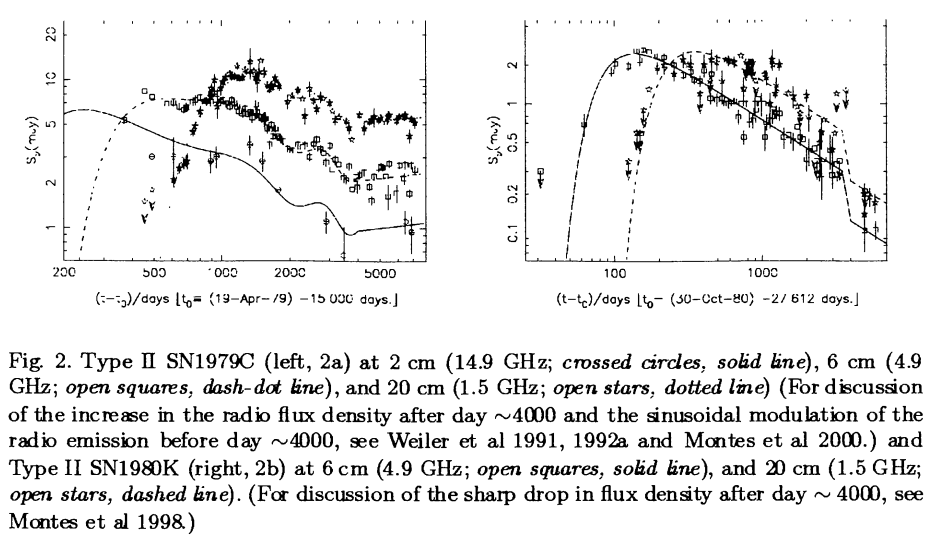 20
10
5
2
1
200
500
1000
2000
5000
2
1
0.5
0.2
0.1
100
1000
Fig. 2. Type II SN1979C (left, 2a) at 2 cm (14.9 GHz; crossed circles, solid line), 6 cm (4.9
GHz; open squares, dash-dot line), and 20 cm (1.5 GHz; open stars, dotted line) (For discussion
of the increase in the radio flux density after day ~4000 and the sinusoidal modulation of the
radio emission before day ~4000, see Weiler et al 1991, 1992a and Montes et al 2000.) and
Type II SN1980K (right, 2b) at 6 cm (4.9 GHz; open squares, solid line), and 20 cm (1.5 GHz;
open stars, dashed line). (For discussion of the sharp drop in flux density after day ~ 4000, see
Montes et al 1998.)